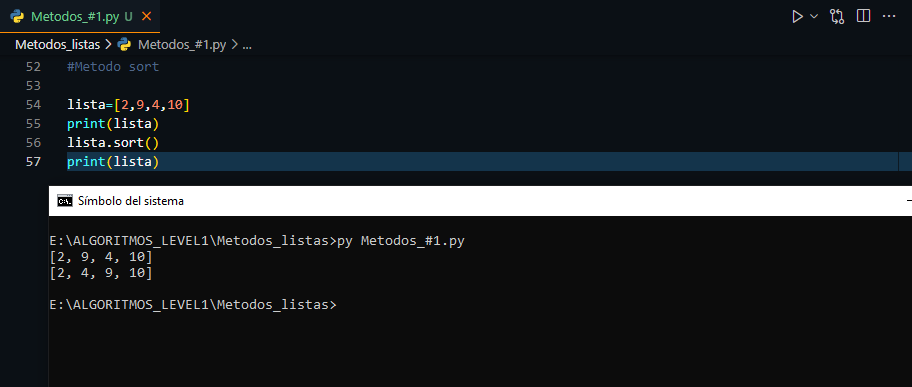 Metodos_#1.py U
Metodos_listas > Metodos_#1.py > ...
52 #Metodo sort
53
54 lista=[2,9,4,10]
55 print(lista)
56 lista.sort()
57 print(lista)
Símbolo del sistema
E:\ALGORITMOS_LEVEL1\Metodos_listas>py Metodos_#1.py
[2, 9, 4, 10]
[2, 4, 9, 10]
E:\ALGORITMOS_LEVEL1\Metodos_listas>